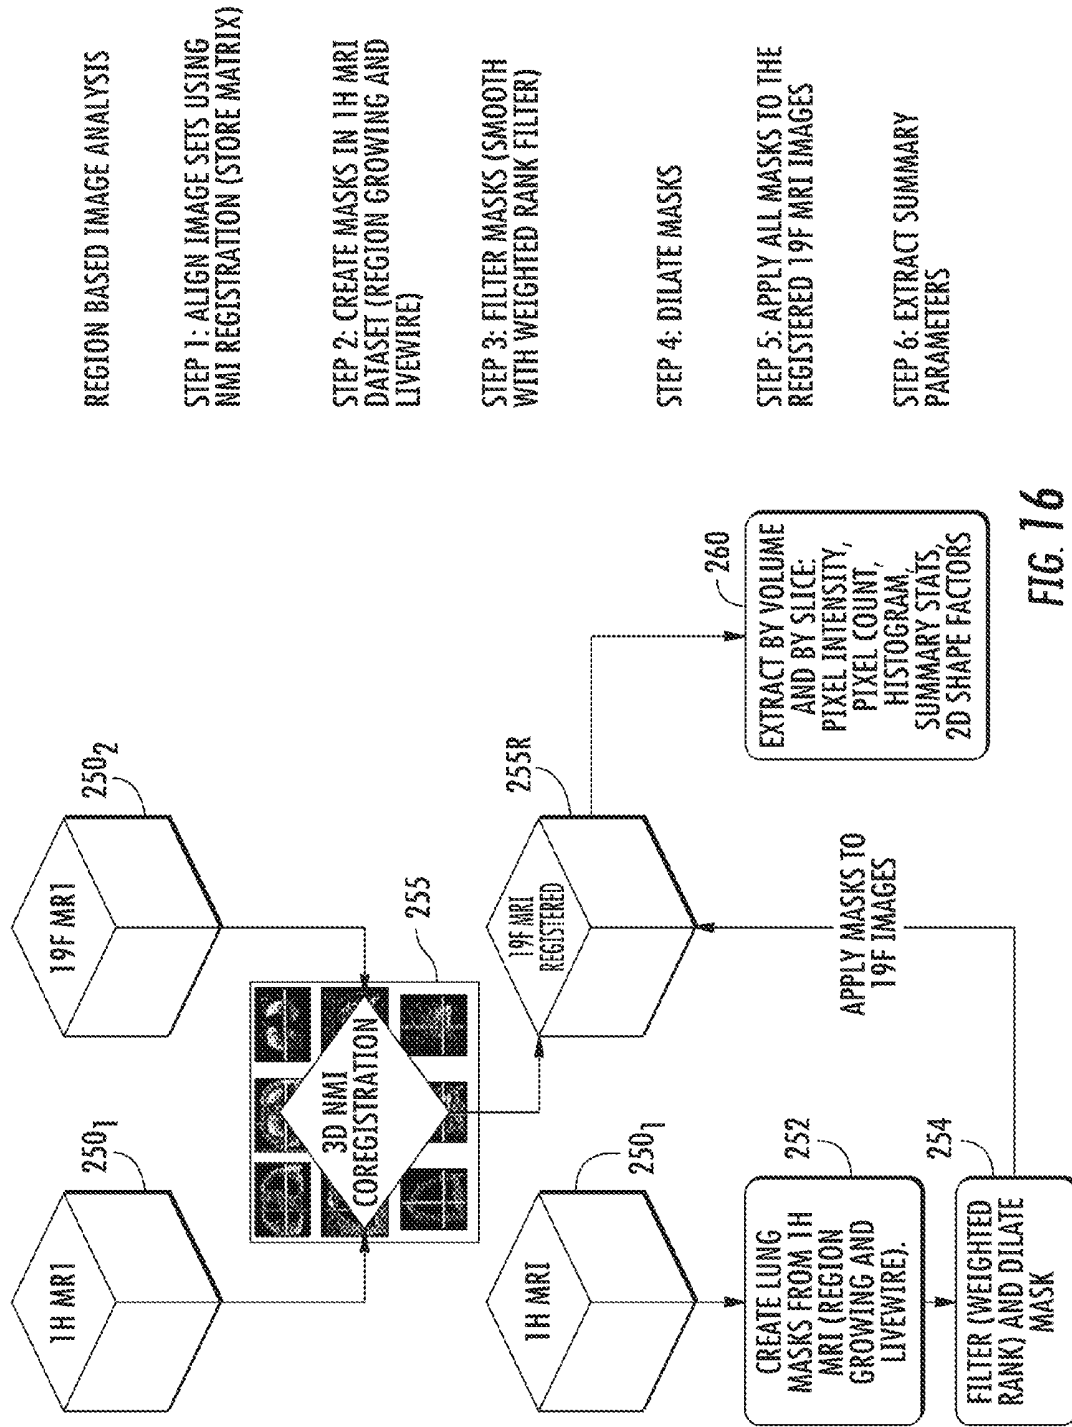 1H MRI
250₁
19F MRI
250₂
3D NMI
COREGISTRATION
255
1H MRI
250₁
19F MRI
REGISTERED
255R
CREATE LUNG
MASKS FROM 1H
MRI (REGION
GROWING AND
LIVEWIRE).
252
FILTER (WEIGHTED
RANK) AND DILATE
MASK
254
APPLY MASKS TO
19F IMAGES
EXTRACT BY VOLUME
AND BY SLICE:
PIXEL INTENSITY,
PIXEL COUNT,
HISTOGRAM,
SUMMARY STATS,
2D SHAPE FACTORS
260
FIG. 16
REGION BASED IMAGE ANALYSIS
STEP 1: ALIGN IMAGE SETS USING
NMI REGISTRATION (STORE MATRIX)
STEP 2: CREATE MASKS IN 1H MRI
DATASET (REGION GROWING AND
LIVEWIRE)
STEP 3: FILTER MASKS (SMOOTH
WITH WEIGHTED RANK FILTER)
STEP 4: DILATE MASKS
STEP 5: APPLY ALL MASKS TO THE
REGISTERED 19F MRI IMAGES
STEP 6: EXTRACT SUMMARY
PARAMETERS